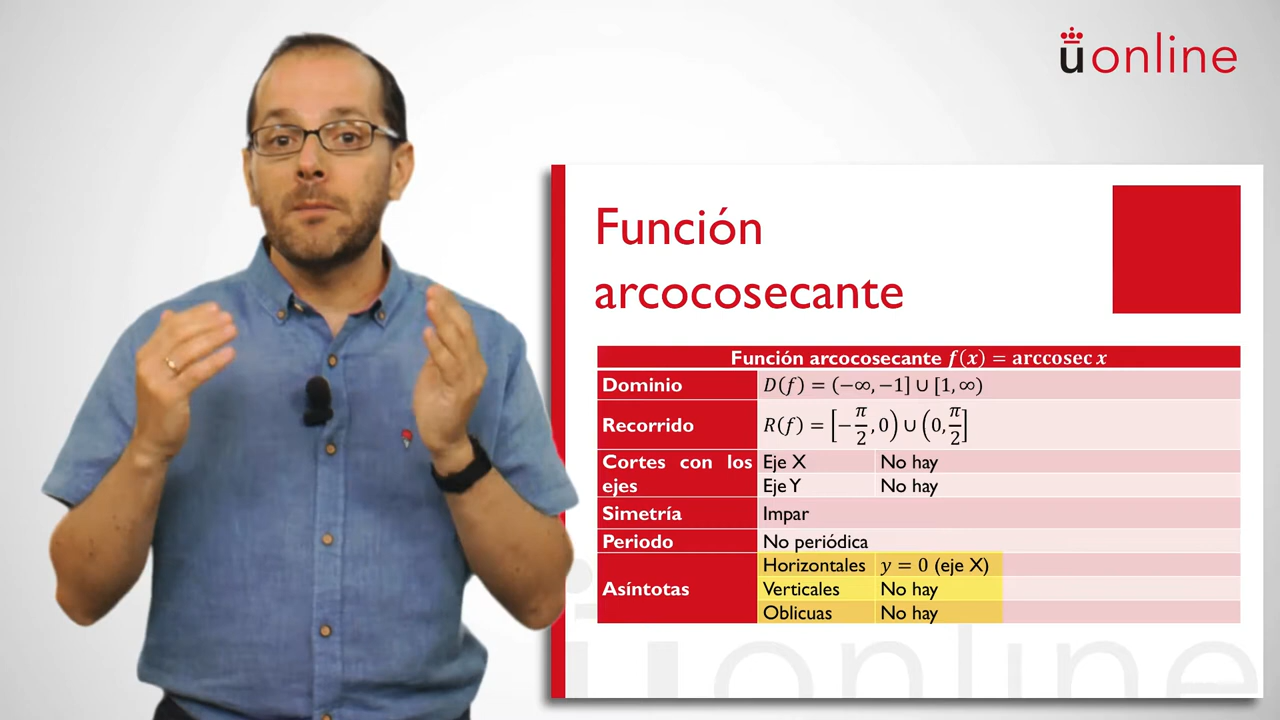 ü online
Función
arcocosecante
Función arcocosecante f(x) = arccosec x
Dominio D(f) = (−∞, −1] ∪ [1, ∞)
Recorrido R(f) = [−π/2, 0) ∪ (0, π/2]
Cortes con los ejes Eje X No hay
Eje Y No hay
Simetría Impar
Periodo No periódica
Asíntotas Horizontales y = 0 (eje X)
Verticales No hay
Oblicuas No hay
üonline